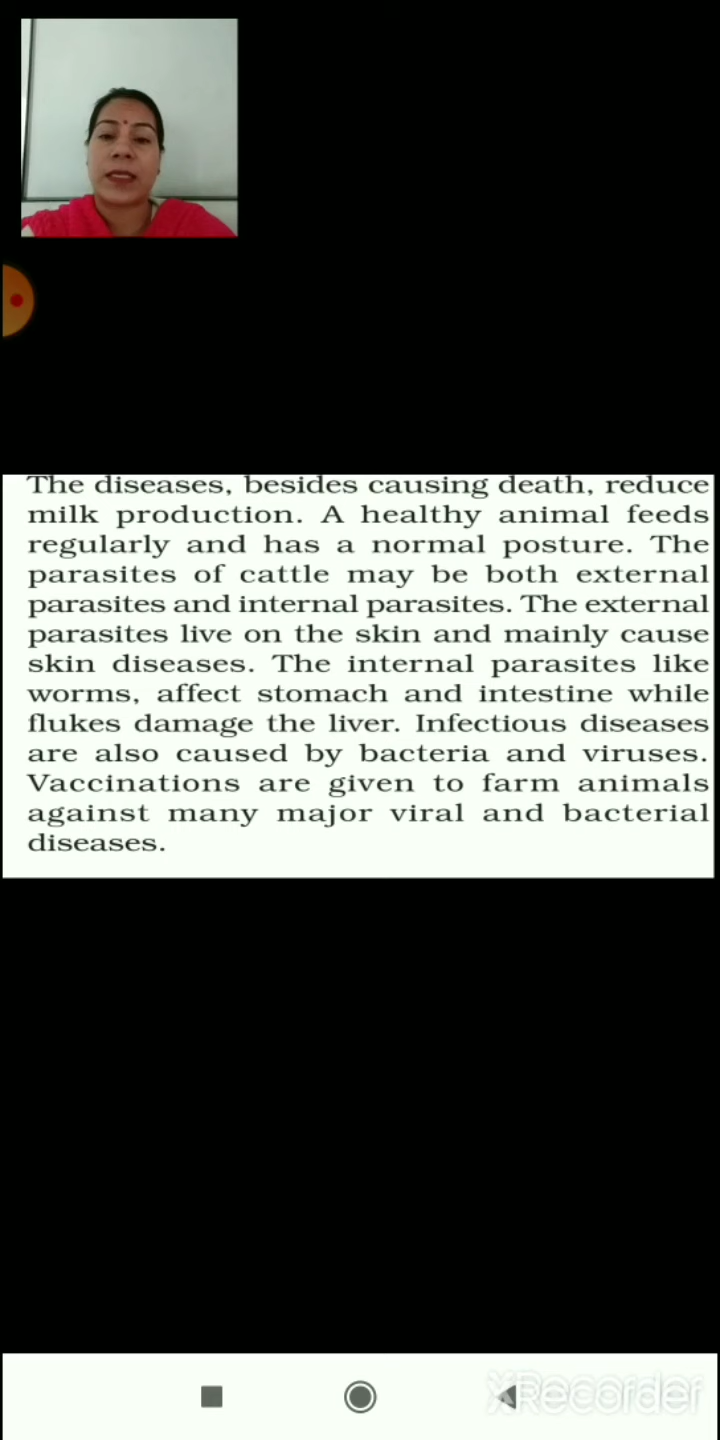 The diseases, besides causing death, reduce
milk production. A healthy animal feeds
regularly and has a normal posture. The
parasites of cattle may be both external
parasites and internal parasites. The external
parasites live on the skin and mainly cause
skin diseases. The internal parasites like
worms, affect stomach and intestine while
flukes damage the liver. Infectious diseases
are also caused by bacteria and viruses.
Vaccinations are given to farm animals
against many major viral and bacterial
diseases.
XRecorder